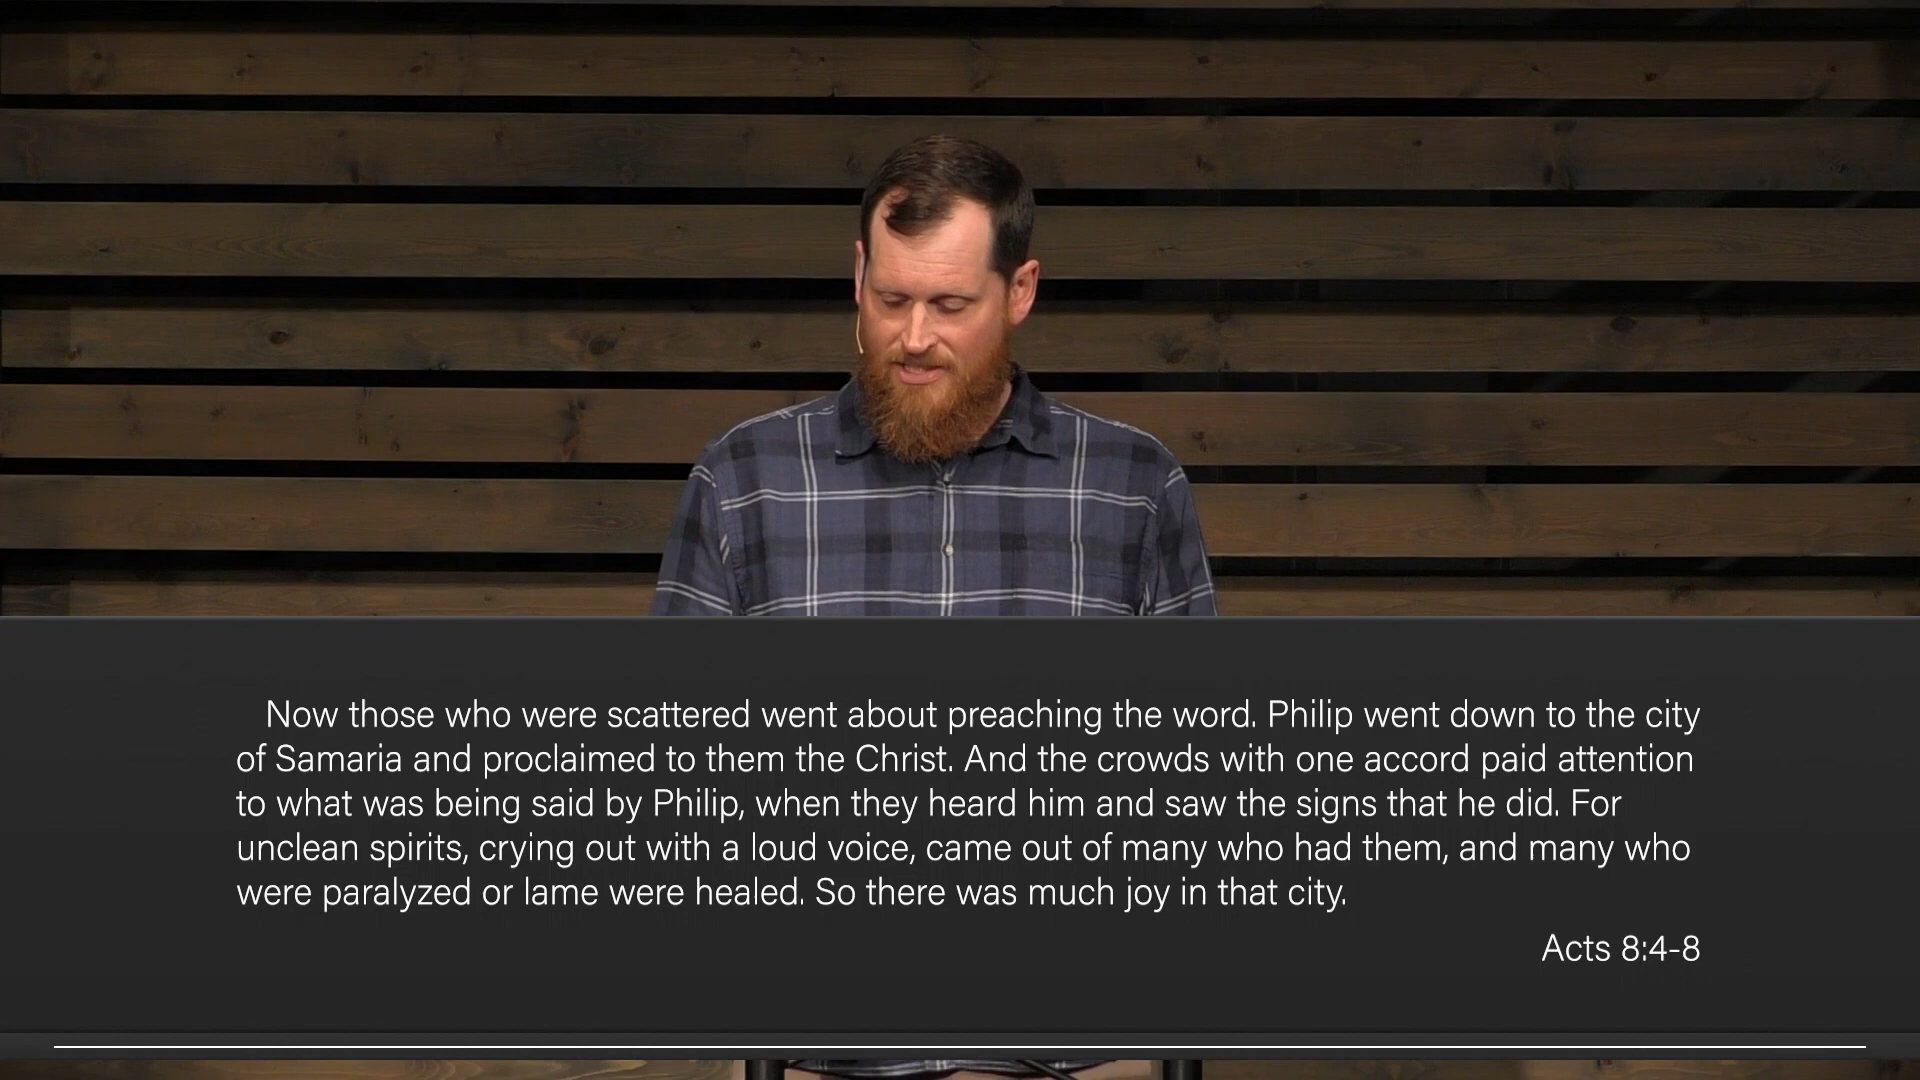 Now those who were scattered went about preaching the word. Philip went down to the city
of Samaria and proclaimed to them the Christ. And the crowds with one accord paid attention
to what was being said by Philip, when they heard him and saw the signs that he did. For
unclean spirits, crying out with a loud voice, came out of many who had them, and many who
were paralyzed or lame were healed. So there was much joy in that city.
Acts 8:4-8